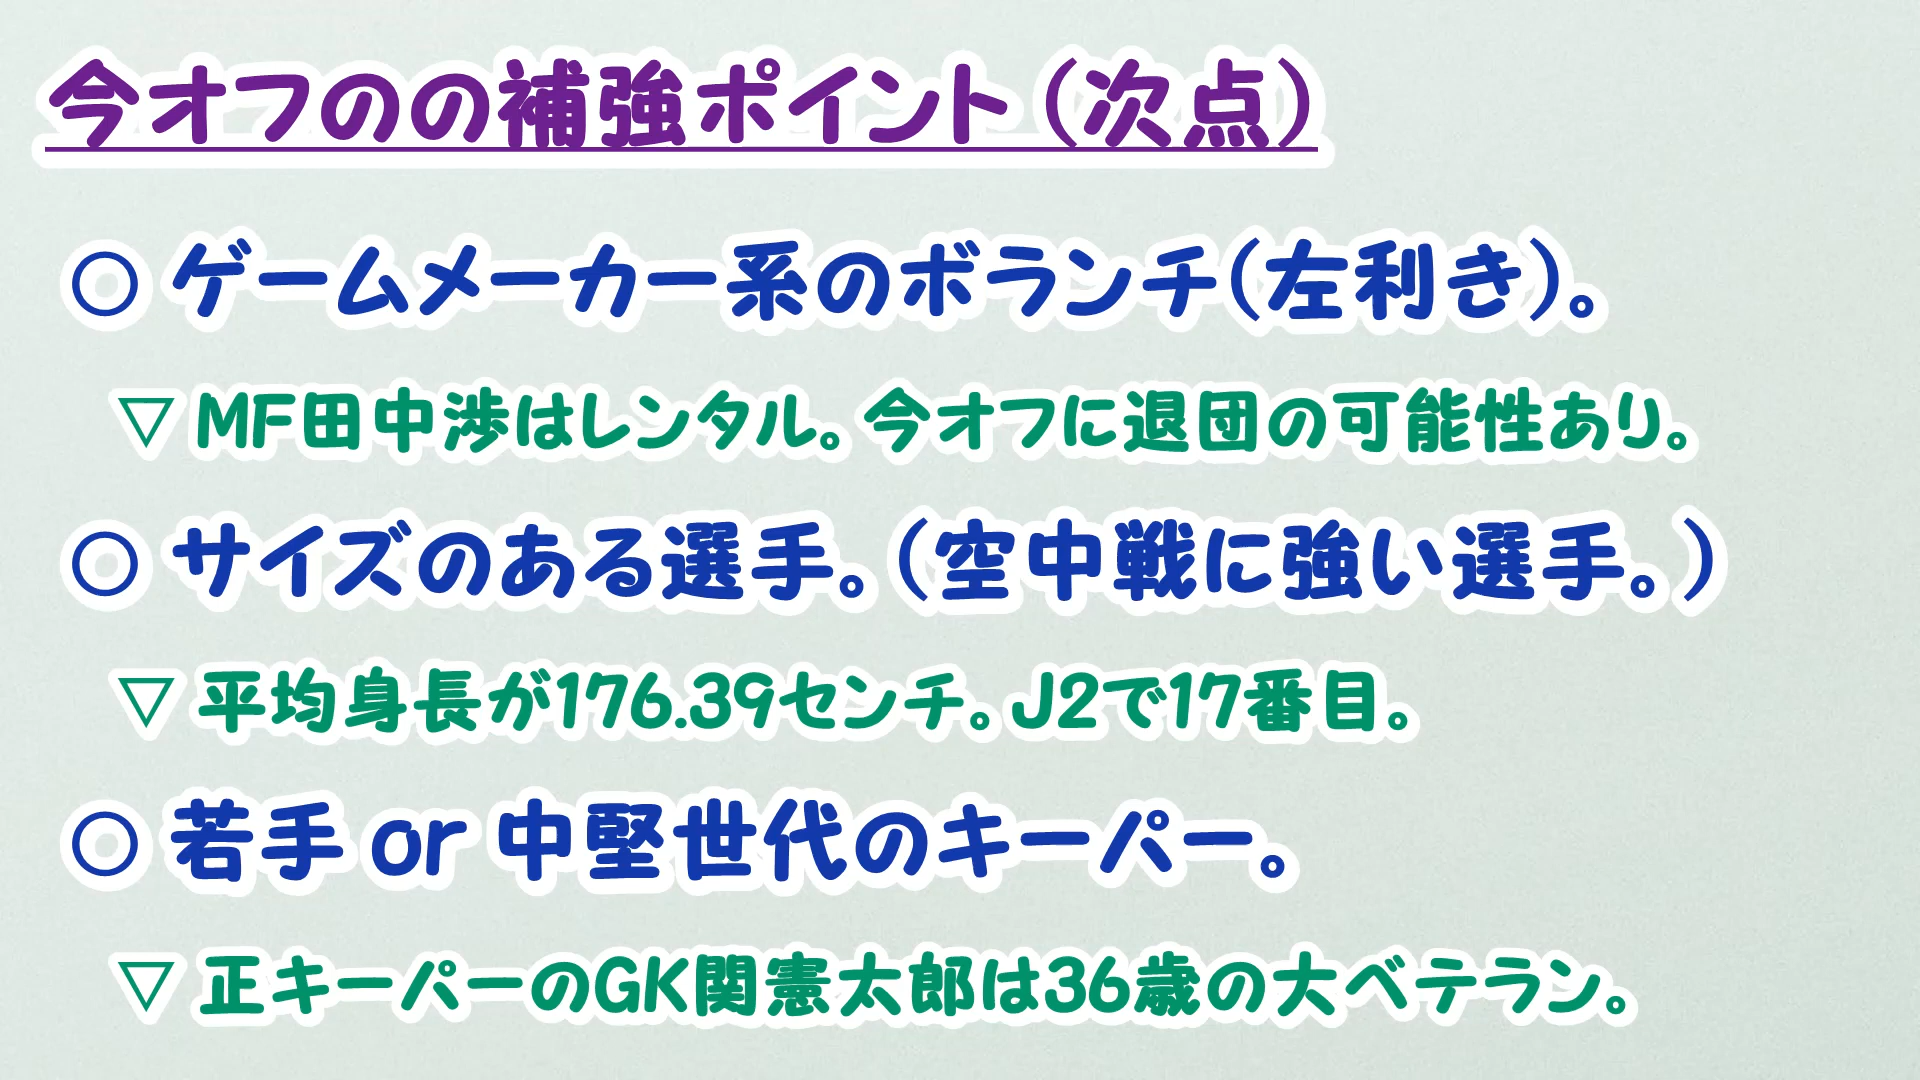 今オフのの補強ポイント（次点）
○ ゲームメーカー系のボランチ（左利き）。
▽ MF田中渉はレンタル。今オフに退団の可能性あり。
○ サイズのある選手。（空中戦に強い選手。）
▽ 平均身長が176.39センチ。J2で17番目。
○ 若手 or 中堅世代のキーパー。
▽ 正キーパーのGK関憲太郎は36歳の大ベテラン。